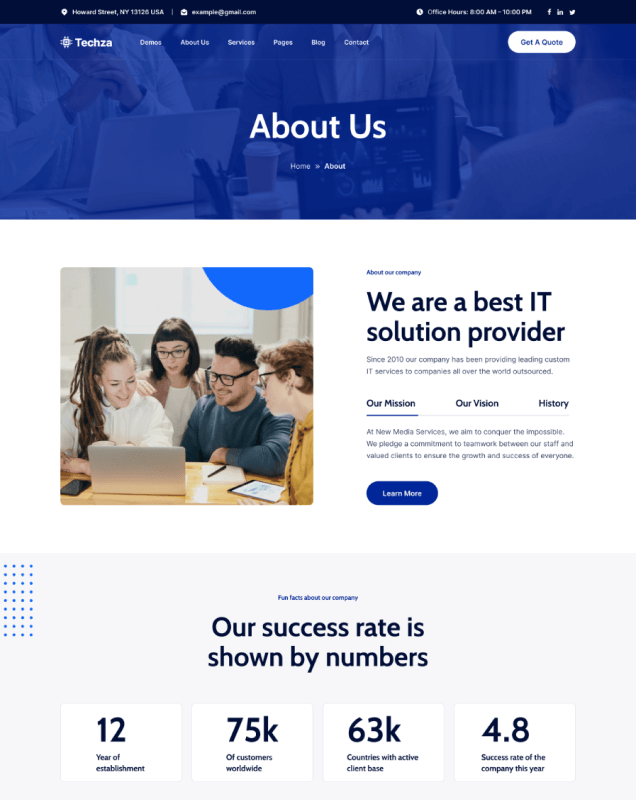 Howard Street, NY 13126 USA | example@gmail.com Office Hours: 8:00 AM - 10:00 PM
Techza Demos About Us Services Pages Blog Contact Get A Quote
About Us
Home » About
About our company
We are a best IT
solution provider
Since 2010 our company has been providing leading custom
IT services to companies all over the world outsourced.
Our Mission Our Vision History
At New Media Services, we aim to conquer the impossible.
We pledge a commitment to teamwork between our staff and
valued clients to ensure the growth and success of everyone.
Learn More
Fun facts about our company
Our success rate is
shown by numbers
12 75k 63k 4.8
Year of Of customers Countries with active Success rate of the
establishment worldwide client base company this year